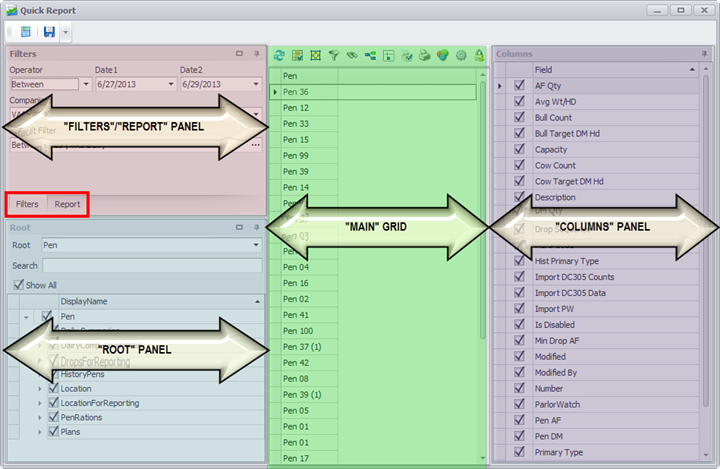 Quick Report
Filters
Operator Date1 Date2
Between 6/27/2013 6/29/2013
"FILTERS"/"REPORT" PANEL
Filters Report
Root
Root Pen
Search
Show All
DisplayName
Pen
"ROOT" PANEL
DropsForReporting
HistoryPens
Location
LocationForReporting
PenRations
Plans
Pen
Pen 36
Pen 12
Pen 33
Pen 15
Pen 99
Pen 39
Pen 14
"MAIN" GRID
Pen 03
Pen 04
Pen 16
Pen 02
Pen 41
Pen 100
Pen 37 (1)
Pen 42
Pen 08
Pen 39 (1)
Pen 05
Pen 01
Pen 01
Pen 17
Columns
Field
AF Qty
Avg Wt/HD
Bull Count
Bull Target DM Hd
Capacity
Cow Count
Cow Target DM Hd
Description
DM Qty
"COLUMNS" PANEL
Hist Primary Type
Import DC305 Counts
Import DC305 Data
Import PW
Is Disabled
Min Drop AF
Modified
Modified By
Number
ParlorWatch
Pen AF
Pen DM
Primary Type